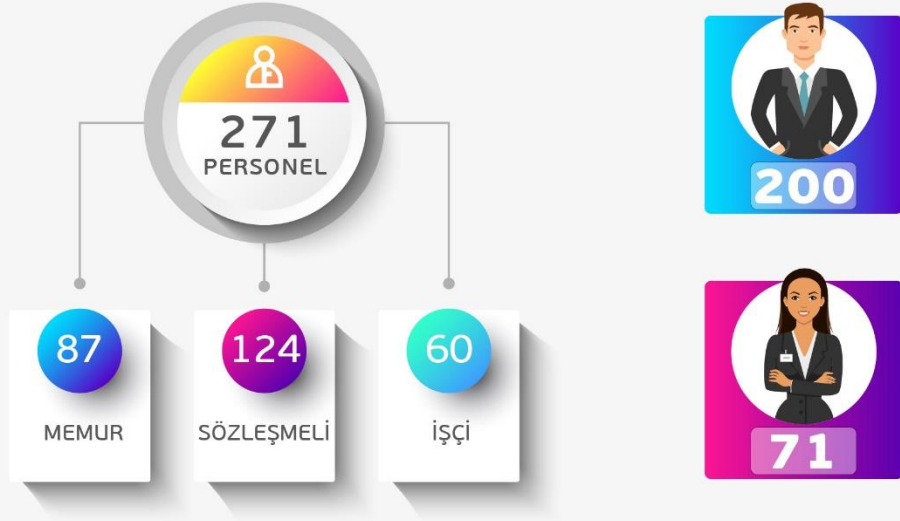 271
PERSONEL
87
MEMUR
124
SÖZLEŞMELİ
60
İŞÇİ
200
71